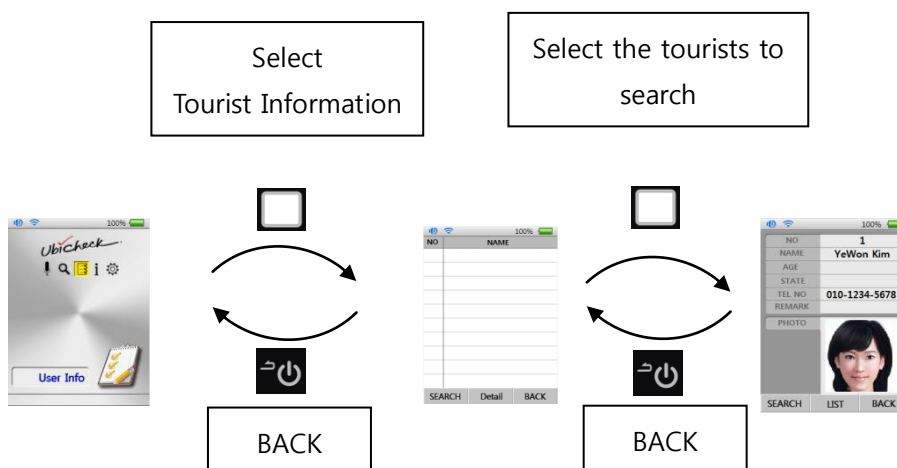 Select
Tourist Information
Select the tourists to
search
100%
Ubicheck
i
User Info
100%
NO NAME
SEARCH Detail BACK
100%
NO 1
NAME YeWon Kim
AGE
STATE
TEL NO 010-1234-5678
REMARK
PHOTO
SEARCH LIST BACK
BACK
BACK